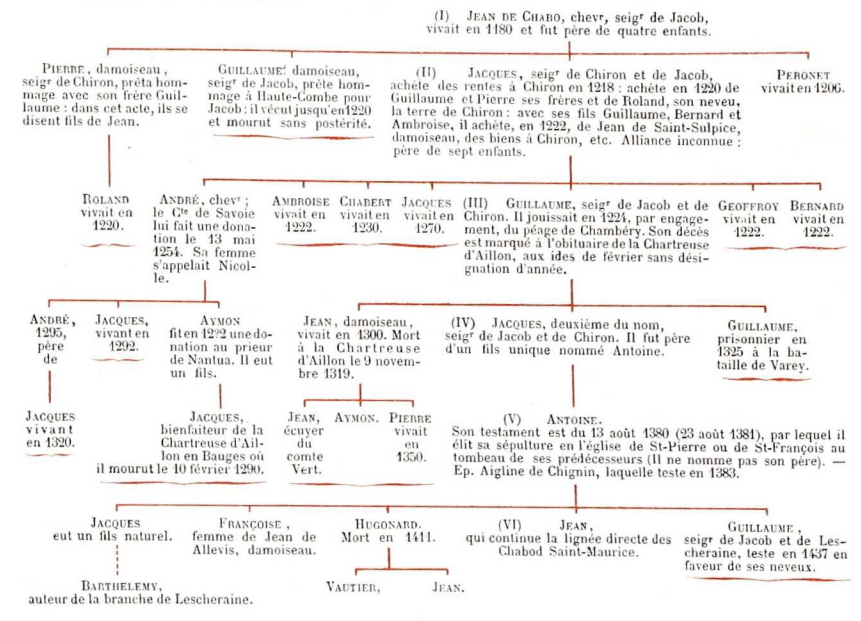 (I) JEAN DE CHABO, chevr, seigr de Jacob,
vivait en 1180 et fut père de quatre enfants.
PIERRE, damoiseau,
seigr de Chiron, prêta hom-
mage avec son frère Guil-
laume : dans cet acte, ils se
disent fils de Jean.
GUILLAUME, damoiseau,
seigr de Jacob, prête hom-
mage à Haute-Combe pour
Jacob : il vécut jusqu'en 1220
et mourut sans postérité.
(II) JACQUES, seigr de Chiron et de Jacob,
achète des rentes à Chiron en 1218 : achète en 1220 de
Guillaume et Pierre ses frères et de Roland, son neveu,
la terre de Chiron : avec ses fils Guillaume, Bernard et
Ambroise, il achète, en 1222, de Jean de Saint-Sulpice,
damoiseau, des biens à Chiron, etc. Alliance inconnue :
père de sept enfants.
PERONET
vivait en 1206.
ROLAND
vivait en
1220.
ANDRÉ, chevr ;
le Cte de Savoie
lui fait une dona-
tion le 13 mai
1254. Sa femme
s'appelait Nicol-
le.
AMBROISE
vivait en
1222.
CHABERT
vivait en
1230.
JACQUES
vivait en
1270.
(III) GUILLAUME, seigr de Jacob et de
Chiron. Il jouissait en 1224, par engage-
ment, du péage de Chambéry. Son décès
est marqué à l'obituaire de la Chartreuse
d'Aillon, aux ides de février sans dési-
gnation d'année.
GEOFFROY
vivait en
1222.
BERNARD
vivait en
1222.
ANDRÉ,
1295,
père
de
JACQUES,
vivant en
1292.
AYMON
fit en 12?2 une do-
nation au prieur
de Nantua. Il eut
un fils.
JEAN, damoiseau,
vivait en 1300. Mort
à la Chartreuse
d'Aillon le 9 novem-
bre 1319.
(IV) JACQUES, deuxième du nom,
seigr de Jacob et de Chiron. Il fut père
d'un fils unique nommé Antoine.
GUILLAUME,
prisonnier en
1325 à la ba-
taille de Varey.
JACQUES
vivant
en 1320.
JACQUES,
bienfaiteur de la
Chartreuse d'Ail-
lon en Bauges où
il mourut le 10 février 1290.
JEAN,
écuyer
du
comte
Vert.
AYMON.
PIERRE
vivait
en
1350.
(V) ANTOINE.
Son testament est du 13 août 1380 (23 août 1381), par lequel il
élit sa sépulture en l'église de St-Pierre ou de St-François au
tombeau de ses prédécesseurs (Il ne nomme pas son père). —
Ep. Aigline de Chignin, laquelle teste en 1383.
JACQUES
eut un fils naturel.
FRANÇOISE,
femme de Jean de
Allevis, damoiseau.
HUGONARD.
Mort en 1411.
(VI) JEAN,
qui continue la lignée directe des
Chabod Saint-Maurice.
GUILLAUME,
seigr de Jacob et de Les-
cheraine, teste en 1437 en
faveur de ses neveux.
BARTHELEMY,
auteur de la branche de Lescheraine.
VAUTIER,
JEAN.